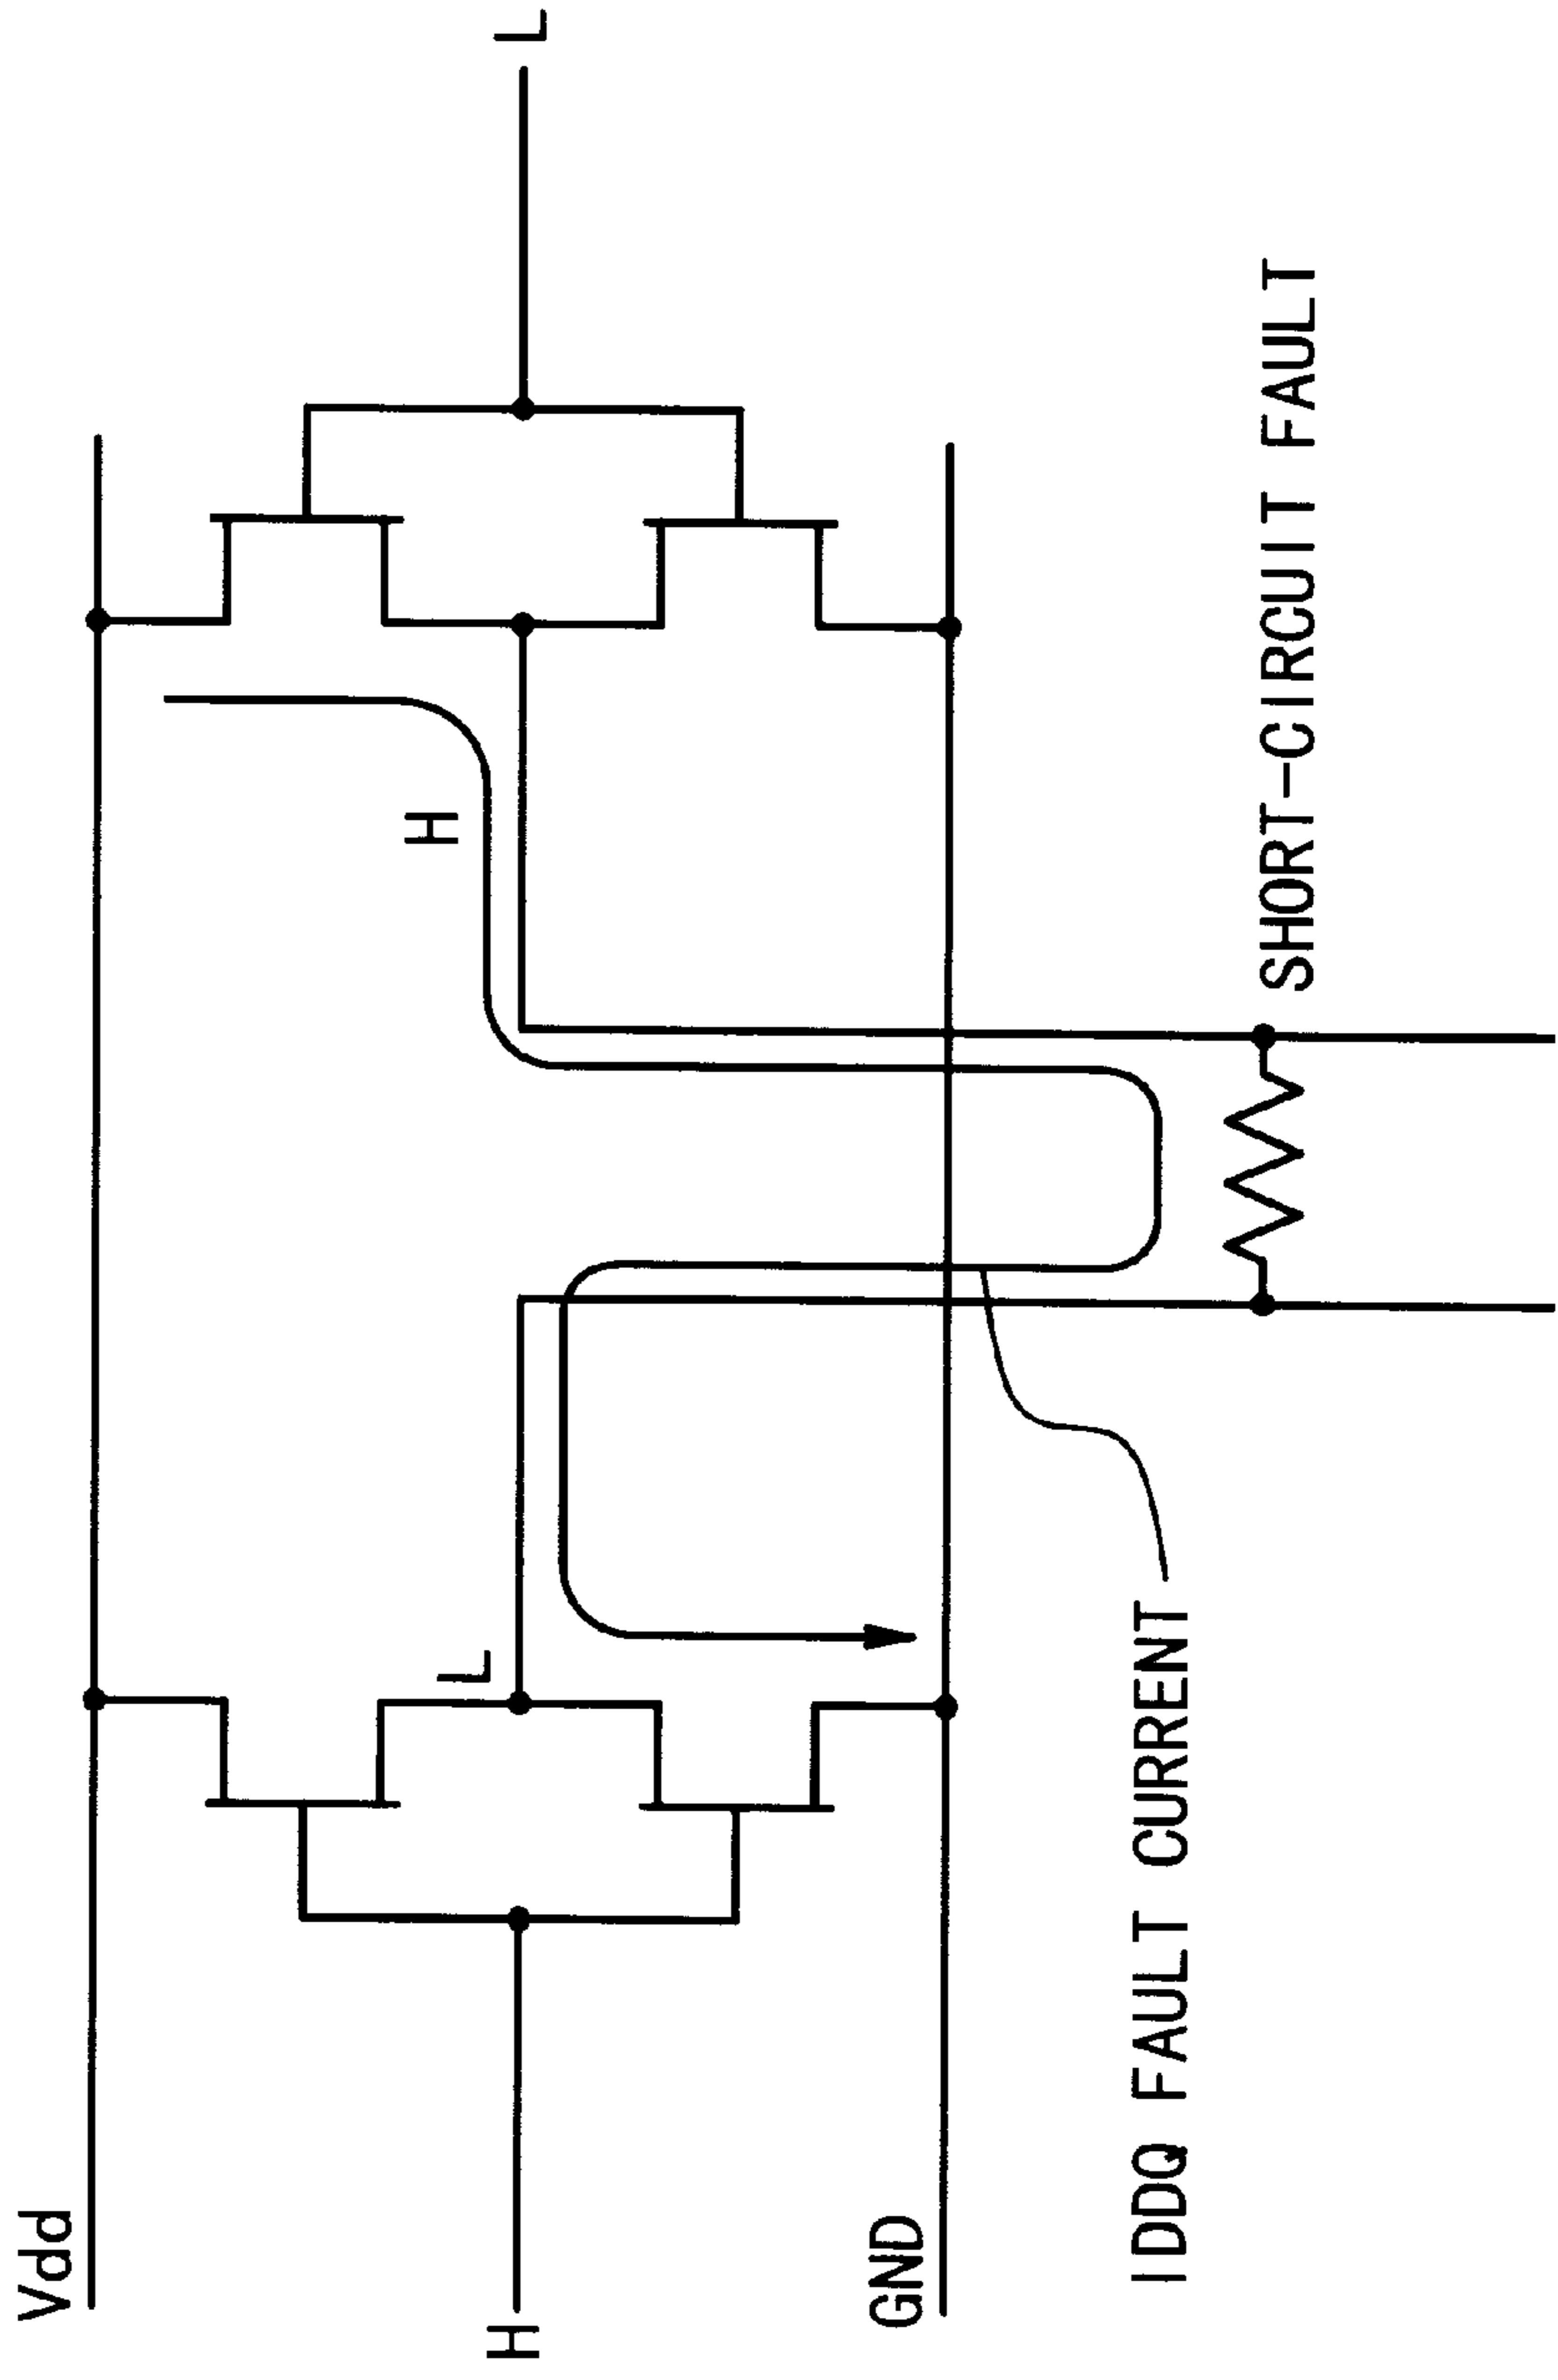 Vdd
H
L
H
L
GND
IDDQ FAULT CURRENT
SHORT-CIRCUIT FAULT